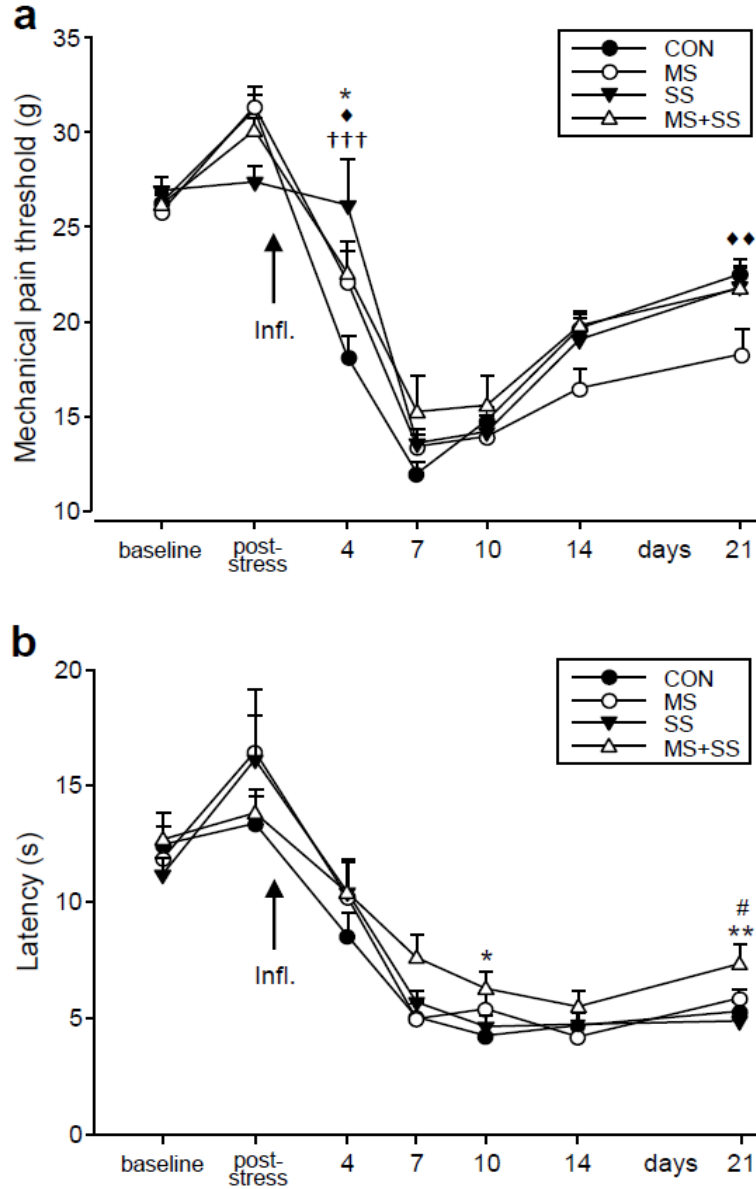 a
Mechanical pain threshold (g)
35
30
25
20
15
10
CON
MS
SS
MS+SS
*
♦
†††
♦♦
Infl.
baseline
post-
stress
4
7
10
14
days
21
b
Latency (s)
20
15
10
5
0
CON
MS
SS
MS+SS
Infl.
*
#
**
baseline
post-
stress
4
7
10
14
days
21